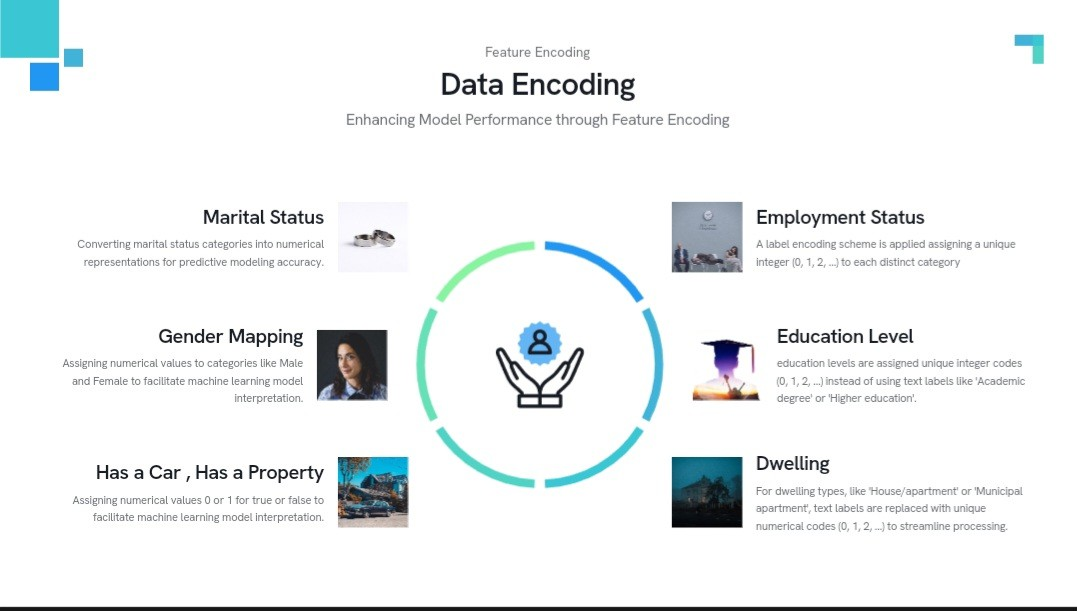 Feature Encoding
Data Encoding
Enhancing Model Performance through Feature Encoding
Marital Status
Converting marital status categories into numerical
representations for predictive modeling accuracy.
Gender Mapping
Assigning numerical values to categories like Male
and Female to facilitate machine learning model
interpretation.
Has a Car , Has a Property
Assigning numerical values 0 or 1 for true or false to
facilitate machine learning model interpretation.
Employment Status
A label encoding scheme is applied assigning a unique
integer (0, 1, 2, ...) to each distinct category
Education Level
education levels are assigned unique integer codes
(0, 1, 2, ...) instead of using text labels like 'Academic
degree' or 'Higher education'.
Dwelling
For dwelling types, like 'House/apartment' or 'Municipal
apartment', text labels are replaced with unique
numerical codes (0, 1, 2, ...) to streamline processing.